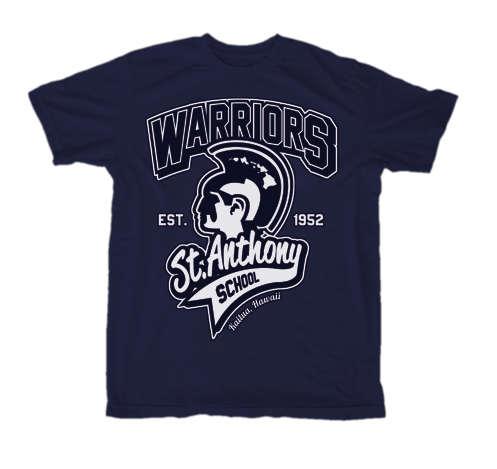 WARRIORS
EST. 1952
St. Anthony
SCHOOL
Kailua, Hawaii